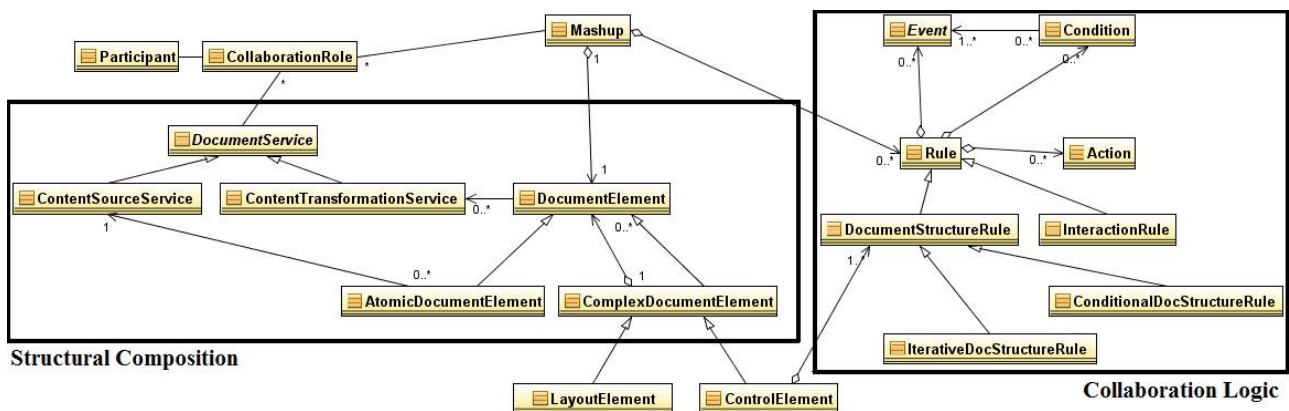 Mashup
Event
Condition
1..*
0..*
Participant
CollaborationRole
*
1
0..*
0..*
*
DocumentService
Rule
Action
0..*
0..*
ContentSourceService
ContentTransformationService
DocumentElement
1
0..*
1
0..*
DocumentStructureRule
InteractionRule
1
0..*
1..*
AtomicDocumentElement
ComplexDocumentElement
ConditionalDocStructureRule
IterativeDocStructureRule
Structural Composition
LayoutElement
ControlElement
Collaboration Logic